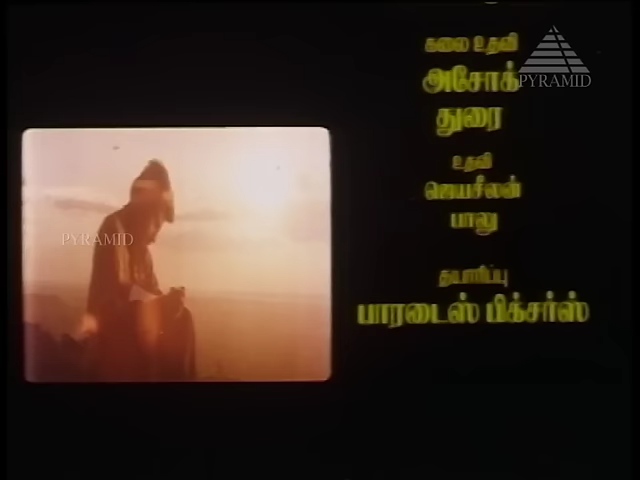 கலை உதவி
அசோக்
துரை
உதவி
ஜெயசீலன்
பாலு
தயாரிப்பு
பாரடைஸ் பிக்சர்ஸ்
PYRAMID
PYRAMID